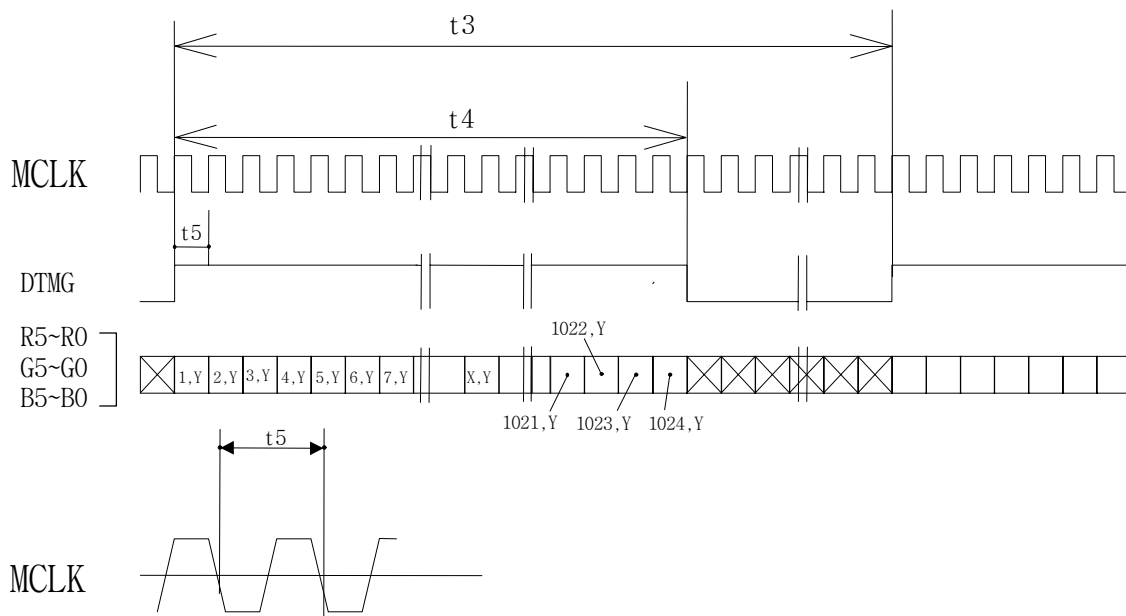 t3
t4
MCLK
t5
DTMG
R5~R0
G5~G0
B5~B0
1022,Y
1,Y 2,Y 3,Y 4,Y 5,Y 6,Y 7,Y X,Y
1021,Y 1023,Y 1024,Y
t5
MCLK